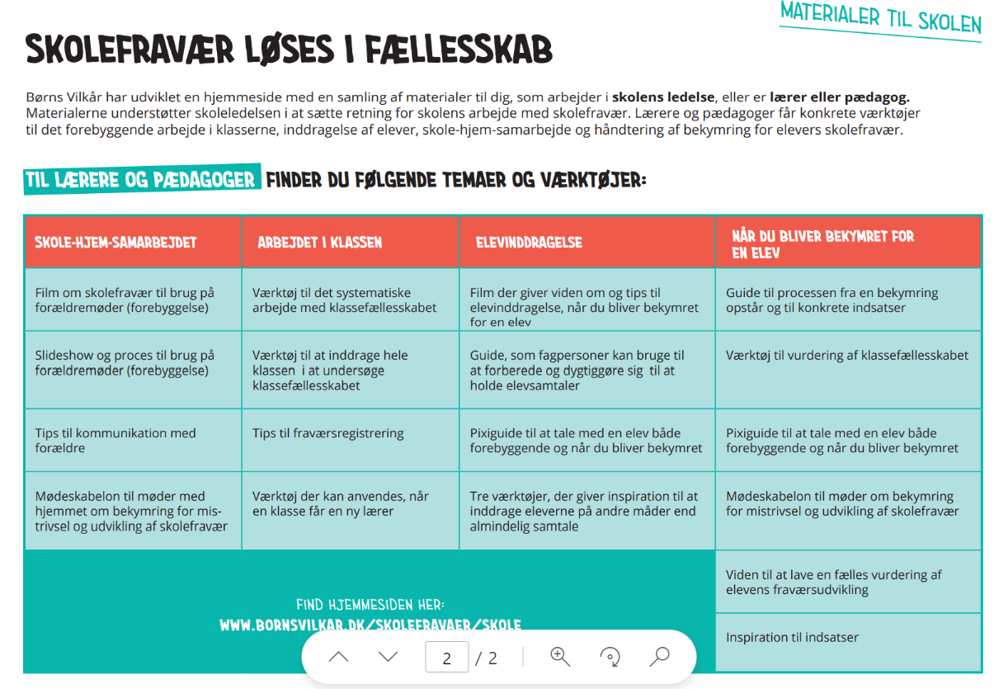 MATERIALER TIL SKOLEN
SKOLEFRAVÆR LØSES I FÆLLESSKAB
Børns Vilkår har udviklet en hjemmeside med en samling af materialer til dig, som arbejder i skolens ledelse, eller er lærer eller pædagog.
Materialerne understøtter skoleledelsen i at sætte retning for skolens arbejde med skolefravær. Lærere og pædagoger får konkrete værktøjer
til det forebyggende arbejde i klasserne, inddragelse af elever, skole-hjem-samarbejde og håndtering af bekymring for elevers skolefravær.
TIL LÆRERE OG PÆDAGOGER FINDER DU FØLGENDE TEMAER OG VÆRKTØJER:
SKOLE-HJEM-SAMARBEJDET
ARBEJDET I KLASSEN
ELEVINDDRAGELSE
NÅR DU BLIVER BEKYMRET FOR
EN ELEV
Film om skolefravær til brug på
forældremøder (forebyggelse)
Værktøj til det systematiske
arbejde med klassefællesskabet
Film der giver viden om og tips til
elevinddragelse, når du bliver bekymret
for en elev
Guide til processen fra en bekymring
opstår og til konkrete indsatser
Slideshow og proces til brug på
forældremøder (forebyggelse)
Værktøj til at inddrage hele
klassen i at undersøge
klassefællesskabet
Guide, som fagpersoner kan bruge til
at forberede og dygtiggøre sig til at
holde elevsamtaler
Værktøj til vurdering af klassefællesskabet
Tips til kommunikation med
forældre
Tips til fraværsregistrering
Pixiguide til at tale med en elev både
forebyggende og når du bliver bekymret
Pixiguide til at tale med en elev både
forebyggende og når du bliver bekymret
Mødeskabelon til møder med
hjemmet om bekymring for mis-
trivsel og udvikling af skolefravær
Værktøj der kan anvendes, når
en klasse får en ny lærer
Tre værktøjer, der giver inspiration til at
inddrage eleverne på andre måder end
almindelig samtale
Mødeskabelon til møder om bekymring
for mistrivsel og udvikling af skolefravær
Viden til at lave en fælles vurdering af
elevens fraværsudvikling
Inspiration til indsatser
FIND HJEMMESIDEN HER:
WWW.BORNSVILKAR.DK/SKOLEFRAVAER/SKOLE
2 / 2